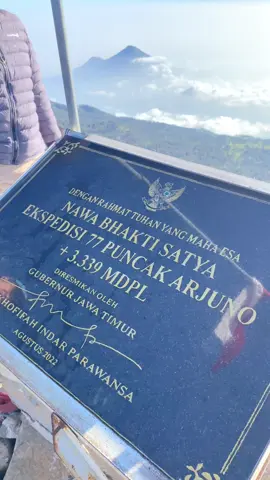 DENGAN RAHMAT TUHAN YANG MAHA ESA
NAWA BHAKTI SATYA
EKSPEDISI 77 PUNCAK ARJUNO
+ 3.339 MDPL
DIRESMIKAN OLEH
GUBERNUR JAWA TIMUR
KHOFIFAH INDAR PARAWANSA
AGUSTUS 2022